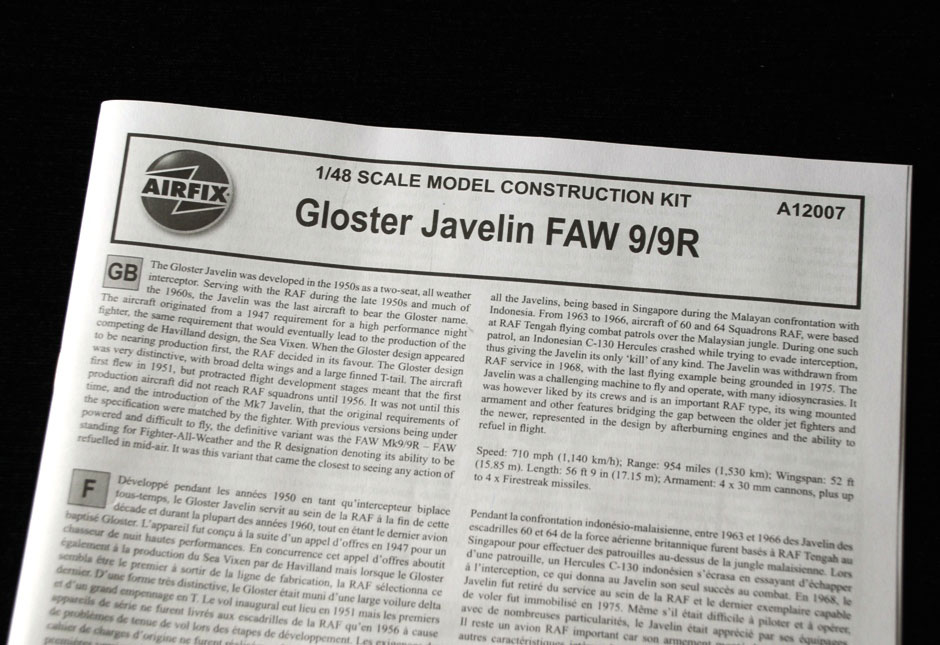 AIRFIX
1/48 SCALE MODEL CONSTRUCTION KIT
A12007
Gloster Javelin FAW 9/9R
GB
The Gloster Javelin was developed in the 1950s as a two-seat, all weather
interceptor. Serving with the RAF during the late 1950s and much of
the 1960s, the Javelin was the last aircraft to bear the Gloster name.
The aircraft originated from a 1947 requirement for a high performance night
fighter, the same requirement that would eventually lead to the production of the
competing de Havilland design, the Sea Vixen. When the Gloster design appeared
to be nearing production first, the RAF decided in its favour. The Gloster design
was very distinctive, with broad delta wings and a large finned T-tail. The aircraft
first flew in 1951, but protracted flight development stages meant that the first
production aircraft did not reach RAF squadrons until 1956. It was not until this
time, and the introduction of the Mk7 Javelin, that the original requirements of
the specification were matched by the fighter. With previous versions being under
powered and difficult to fly, the definitive variant was the FAW Mk9/9R – FAW
standing for Fighter-All-Weather and the R designation denoting its ability to be
refuelled in mid-air. It was this variant that came the closest to seeing any action of
all the Javelins, being based in Singapore during the Malayan confrontation with
Indonesia. From 1963 to 1966, aircraft of 60 and 64 Squadrons RAF, were based
at RAF Tengah flying combat patrols over the Malaysian jungle. During one such
patrol, an Indonesian C-130 Hercules crashed while trying to evade interception,
thus giving the Javelin its only 'kill' of any kind. The Javelin was withdrawn from
RAF service in 1968, with the last flying example being grounded in 1975. The
Javelin was a challenging machine to fly and operate, with many idiosyncrasies. It
was however liked by its crews and is an important RAF type, its wing mounted
armament and other features bridging the gap between the older jet fighters and
the newer, represented in the design by afterburning engines and the ability to
refuel in flight.
Speed: 710 mph (1,140 km/h); Range: 954 miles (1,530 km); Wingspan: 52 ft
(15.85 m). Length: 56 ft 9 in (17.15 m); Armament: 4 x 30 mm cannons, plus up
to 4 x Firestreak missiles.
F
Développé pendant les années 1950 en tant qu'intercepteur biplace
tous-temps, le Gloster Javelin servit au sein de la RAF à la fin de cette
décade et durant la plupart des années 1960, tout en étant le dernier avion
baptisé Gloster. L'appareil fut conçu à la suite d'un appel d'offres en 1947 pour un
chasseur de nuit hautes performances. En concurrence cet appel d'offres aboutit
également à la production du Sea Vixen par de Havilland mais lorsque le Gloster
sembla être le premier à sortir de la ligne de fabrication, la RAF sélectionna ce
dernier. D'une forme très distinctive, le Gloster était muni d'une large voilure delta
et d'un grand empennage en T. Le vol inaugural eut lieu en 1951 mais les premiers
appareils de série ne furent livrés aux escadrilles de la RAF qu'en 1956 à cause
de problèmes de tenue de vol lors des étapes de développement. Les exigences du
cahier de charges d'origine ne furent
Pendant la confrontation indonésio-malaisienne, entre 1963 et 1966 des Javelin des
escadrilles 60 et 64 de la force aérienne britannique furent basés à RAF Tengah au
Singapour pour effectuer des patrouilles au-dessus de la jungle malaisienne. Lors
d'une patrouille, un Hercules C-130 indonésien s'écrasa en essayant d'échapper
à l'interception, ce qui donna au Javelin son seul succès au combat. En 1968, le
Javelin fut retiré du service au sein de la RAF et le dernier exemplaire capable
de voler fut immobilisé en 1975. Même s'il était difficile à piloter et à opérer,
avec de nombreuses particularités, le Javelin était apprécié par ses équipages.
Il reste un avion RAF important car son armement
autres caractéristiques